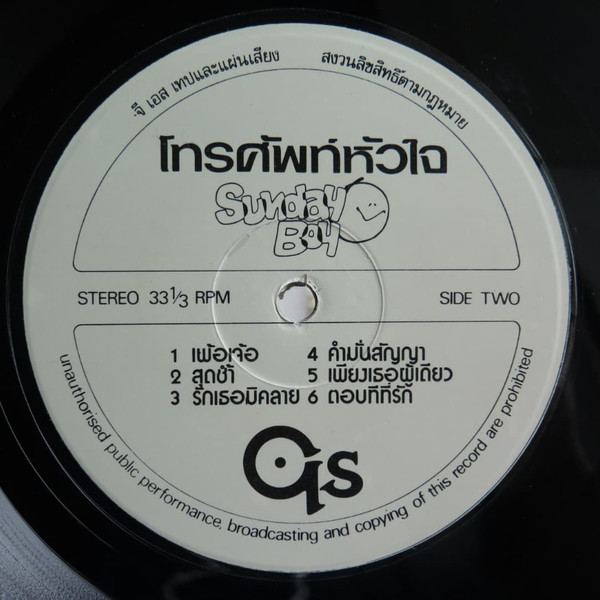 จี เอส เทปและแผ่นเสียง สงวนลิขสิทธิ์ตามกฎหมาย
โทรศัพท์หัวใจ
Sunday
Boy
STEREO 33 1/3 RPM SIDE TWO
1 เพ้อเจ้อ 4 คำมั่นสัญญา
2 สุดช้ำ 5 เพียงเธอผู้เดียว
3 รักเธอมิคลาย 6 ตอบทีที่รัก
Gs
unauthorised public performance, broadcasting and copying of this record are prohibited